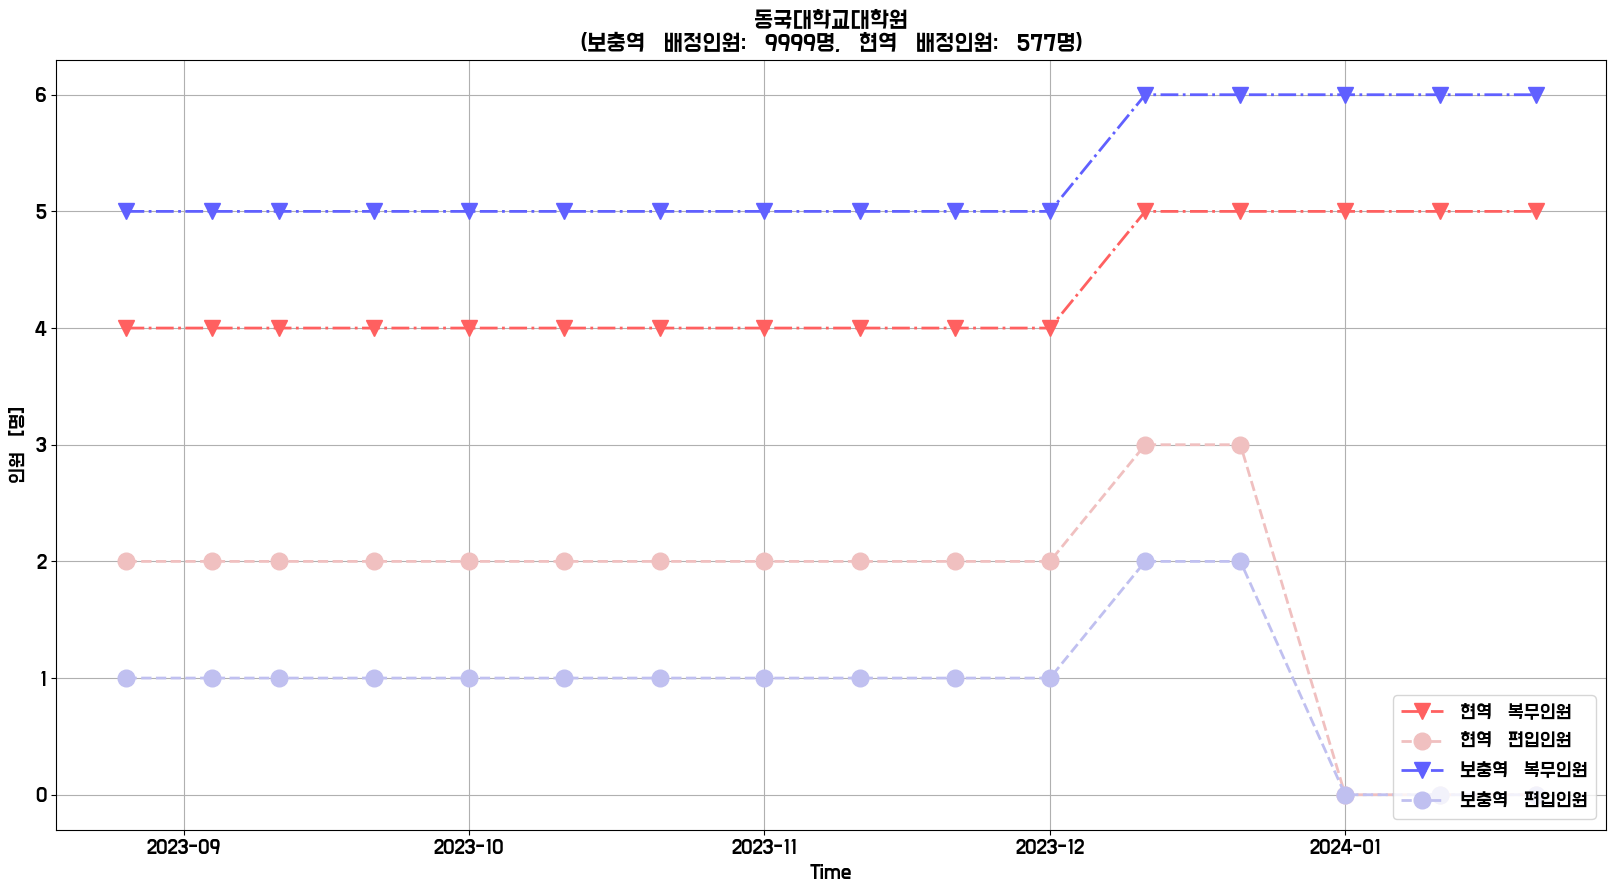 동국대학교대학원
(보충역 배정인원: 9999명, 현역 배정인원: 577명)
6
5
4
3
2
1
0
인원 [명]
2023-09
2023-10
2023-11
2023-12
2024-01
Time
현역 복무인원
현역 편입인원
보충역 복무인원
보충역 편입인원